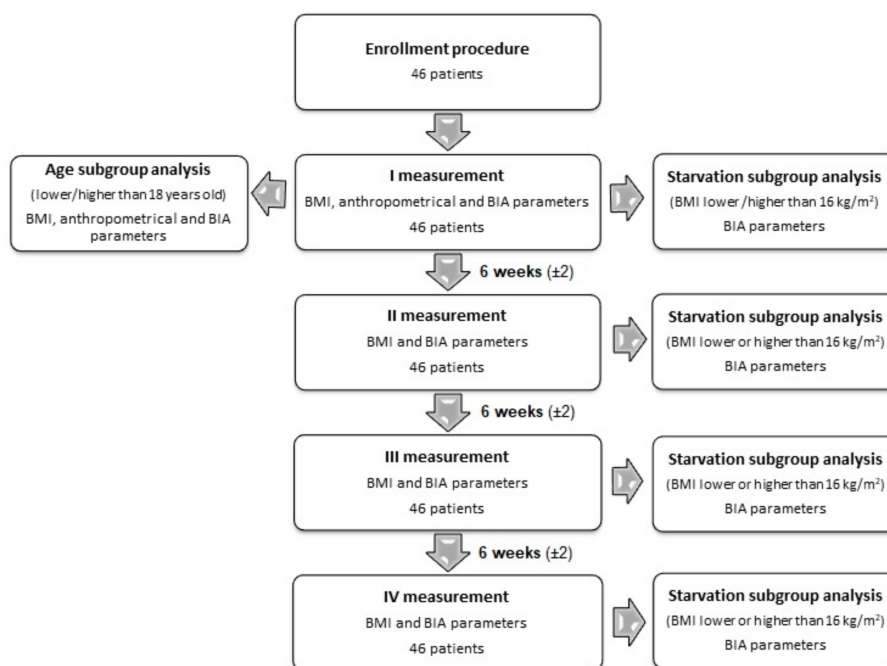 Enrollment procedure
46 patients
Age subgroup analysis
(lower/higher than 18 years old)
BMI, anthropometrical and BIA
parameters
I measurement
BMI, anthropometrical and BIA parameters
46 patients
Starvation subgroup analysis
(BMI lower/higher than 16 kg/m²)
BIA parameters
6 weeks (±2)
II measurement
BMI and BIA parameters
46 patients
Starvation subgroup analysis
(BMI lower or higher than 16 kg/m²)
BIA parameters
6 weeks (±2)
III measurement
BMI and BIA parameters
46 patients
Starvation subgroup analysis
(BMI lower or higher than 16 kg/m²)
BIA parameters
6 weeks (±2)
IV measurement
BMI and BIA parameters
46 patients
Starvation subgroup analysis
(BMI lower or higher than 16 kg/m²)
BIA parameters